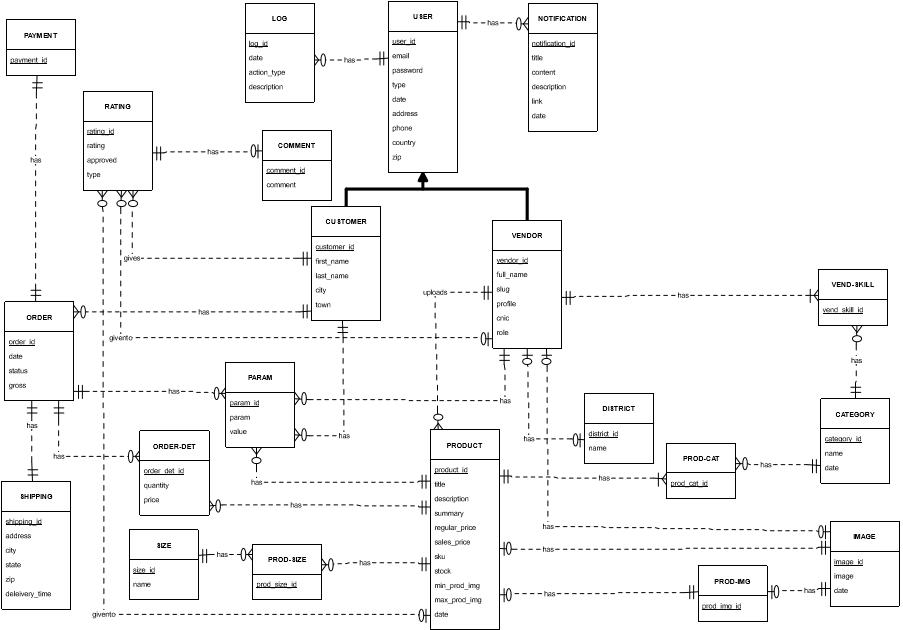 PAYMENT
payment_id
LOG
log_id
date
action_type
description
USER
user_id
email
password
type
date
address
phone
country
zip
NOTIFICATION
notification_id
title
content
description
link
date
has
has
has
RATING
rating_id
rating
approved
type
has
COMMENT
comment_id
comment
CUSTOMER
customer_id
first_name
last_name
city
town
gives
VENDOR
vendor_id
full_name
slug
profile
cnic
role
uploads
has
VEND-SKILL
vend_skill_id
has
ORDER
order_id
date
status
gross
has
givento
has
PARAM
param_id
param
value
has
has
has
CATEGORY
category_id
name
date
DISTRICT
district_id
name
has
has
has
ORDER-DET
order_det_id
quantity
price
has
PRODUCT
product_id
title
description
summary
regular_price
sales_price
sku
stock
min_prod_img
max_prod_img
date
PROD-CAT
prod_cat_id
has
has
SHIPPING
shipping_id
address
city
state
zip
deleivery_time
SIZE
size_id
name
has
PROD-SIZE
prod_size_id
has
has
has
IMAGE
image_id
image
date
PROD-IMG
prod_img_id
has
has
givento